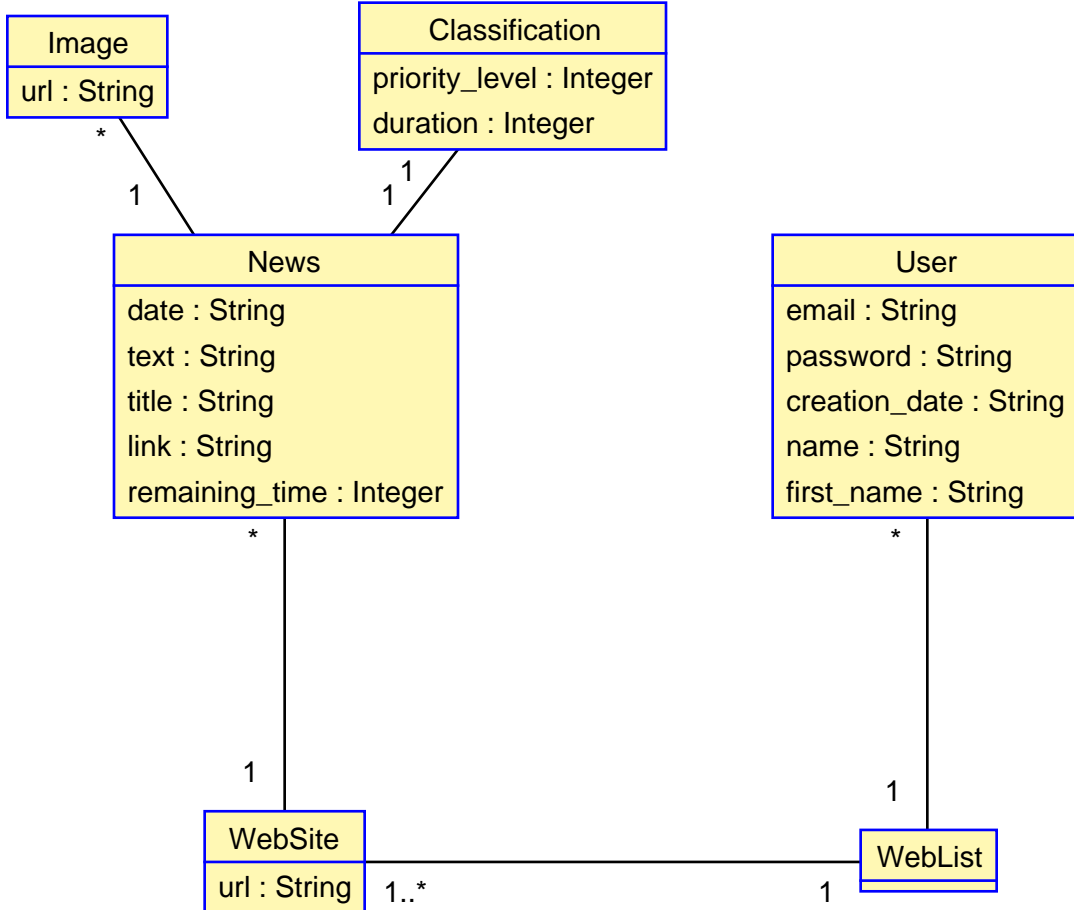 Image
url : String
Classification
priority_level : Integer
duration : Integer
*
1
1
1
News
date : String
text : String
title : String
link : String
remaining_time : Integer
User
email : String
password : String
creation_date : String
name : String
first_name : String
*
*
1
1
WebSite
url : String
WebList
1..*
1